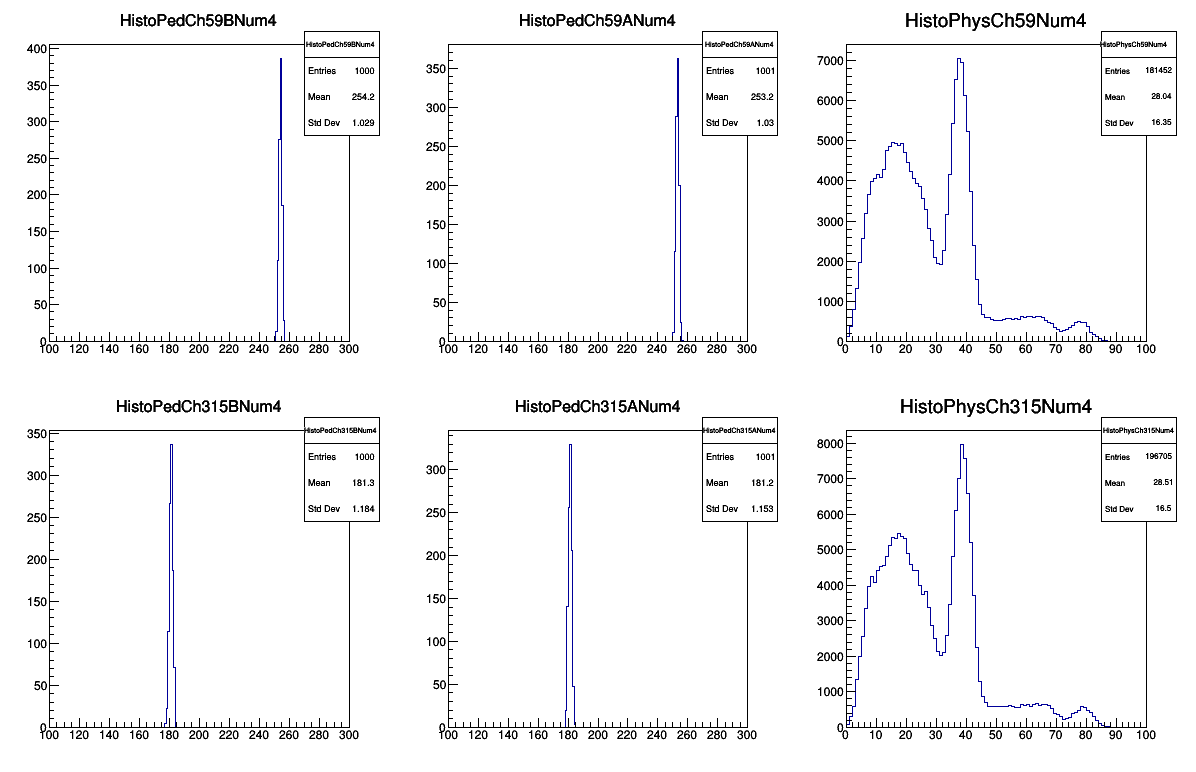 HistoPedCh59BNum4
HistoPedCh59BNum4
Entries 1000
Mean 254.2
Std Dev 1.029
400
350
300
250
200
150
100
50
0
100 120 140 160 180 200 220 240 260 280 300
HistoPedCh59ANum4
HistoPedCh59ANum4
Entries 1001
Mean 253.2
Std Dev 1.03
350
300
250
200
150
100
50
0
100 120 140 160 180 200 220 240 260 280 300
HistoPhysCh59Num4
HistoPhysCh59Num4
Entries 181452
Mean 28.04
Std Dev 16.35
7000
6000
5000
4000
3000
2000
1000
0
0 10 20 30 40 50 60 70 80 90 100
HistoPedCh315BNum4
HistoPedCh315BNum4
Entries 1000
Mean 181.3
Std Dev 1.184
350
300
250
200
150
100
50
0
100 120 140 160 180 200 220 240 260 280 300
HistoPedCh315ANum4
HistoPedCh315ANum4
Entries 1001
Mean 181.2
Std Dev 1.153
300
250
200
150
100
50
0
100 120 140 160 180 200 220 240 260 280 300
HistoPhysCh315Num4
HistoPhysCh315Num4
Entries 196705
Mean 28.51
Std Dev 16.5
8000
7000
6000
5000
4000
3000
2000
1000
0
0 10 20 30 40 50 60 70 80 90 100